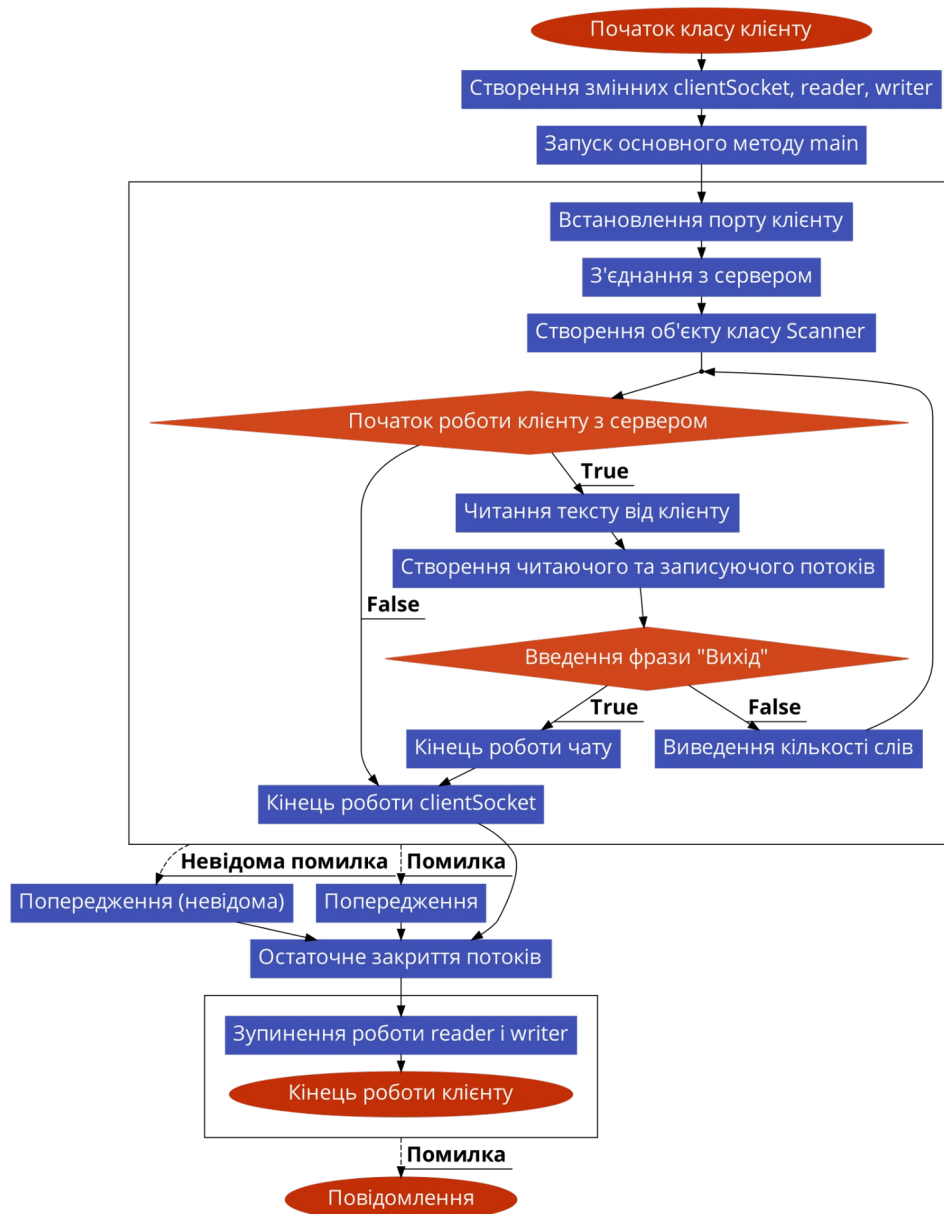 Початок класу клієнту
Створення змінних clientSocket, reader, writer
Запуск основного методу main
Встановлення порту клієнту
З'єднання з сервером
Створення об'єкту класу Scanner
Початок роботи клієнту з сервером
True
Читання тексту від клієнту
Створення читаючого та записуючого потоків
False
Введення фрази "Вихід"
True
False
Кінець роботи чату
Виведення кількості слів
Кінець роботи clientSocket
Невідома помилка
Помилка
Попередження (невідома)
Попередження
Остаточне закриття потоків
Зупинення роботи reader і writer
Кінець роботи клієнту
Помилка
Повідомлення